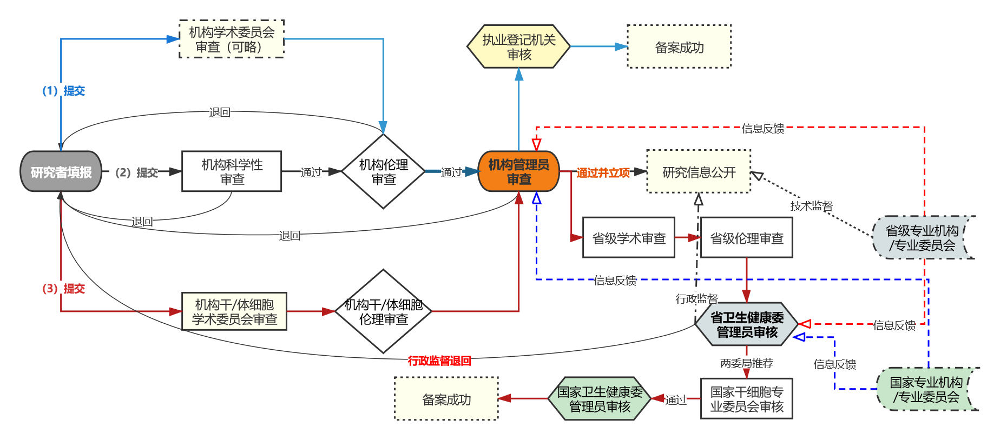 机构学术委员会
审查（可略）
执业登记机关
审核
备案成功
（1）提交
退回
信息反馈
研究者填报
（2）提交
机构科学性
审查
通过
机构伦理
审查
通过
机构管理员
审查
通过并立项
研究信息公开
技术监督
退回
退回
省级学术审查
省级伦理审查
省级专业机构
/专业委员会
信息反馈
（3）提交
机构干/体细胞
学术委员会审查
机构干/体细胞
伦理审查
行政监督
省卫生健康委
管理员审核
信息反馈
行政监督退回
两委局推荐
信息反馈
备案成功
国家卫生健康委
管理员审核
通过
国家干细胞专
业委员会审核
国家专业机构
/专业委员会